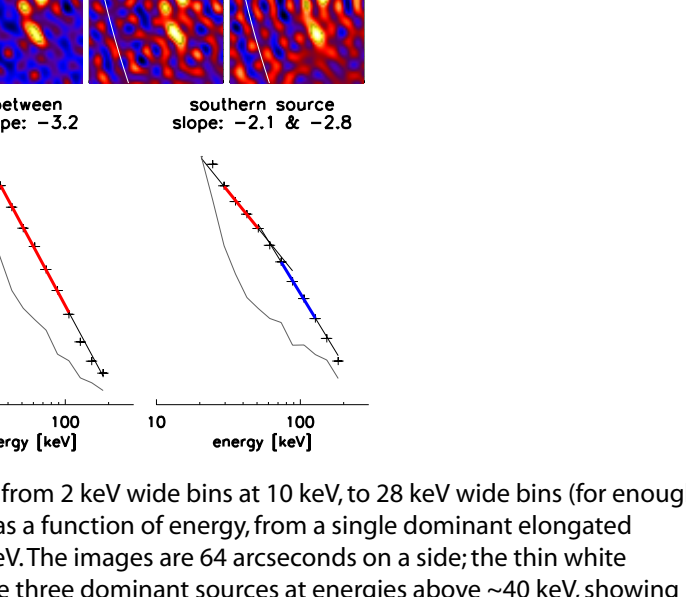 between
pe: −3.2
southern source
slope: −2.1 & −2.8
100
ergy [keV]
10
100
energy [keV]
from 2 keV wide bins at 10 keV, to 28 keV wide bins (for enoug
as a function of energy, from a single dominant elongated
eV. The images are 64 arcseconds on a side; the thin white
e three dominant sources at energies above ~40 keV, showing